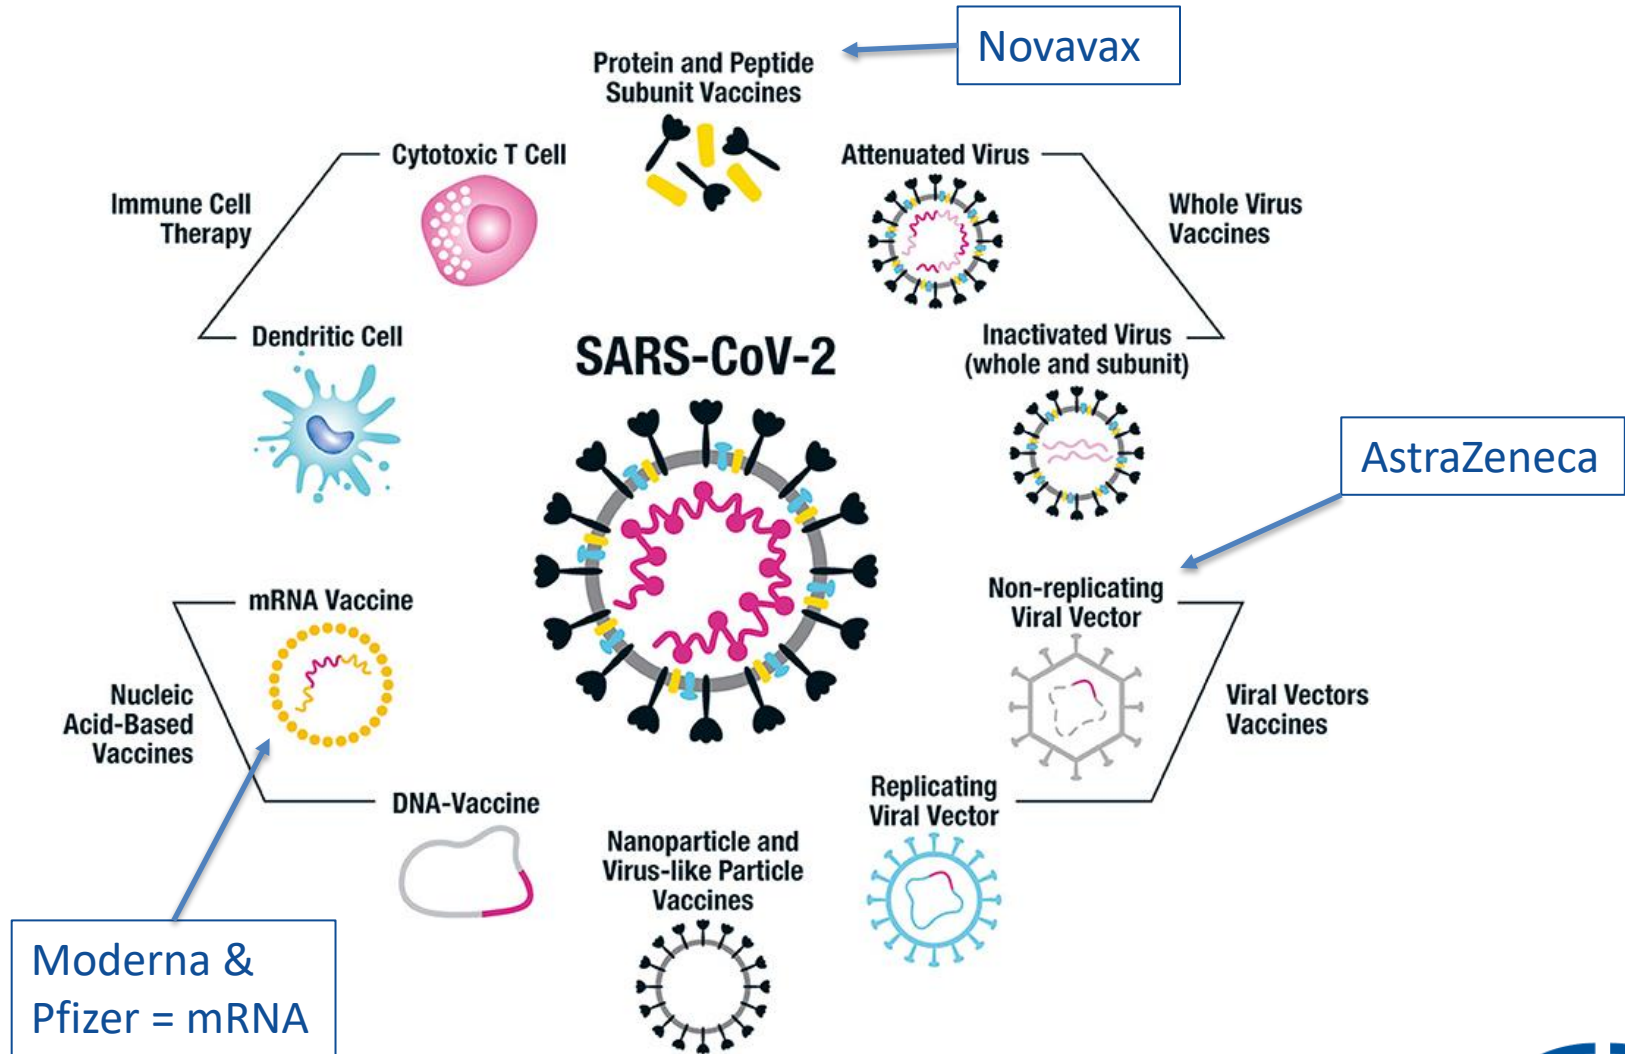 Novavax
Protein and Peptide
Subunit Vaccines
Cytotoxic T Cell
Attenuated Virus
Immune Cell
Therapy
Whole Virus
Vaccines
Dendritic Cell
SARS-CoV-2
Inactivated Virus
(whole and subunit)
AstraZeneca
mRNA Vaccine
Non-replicating
Viral Vector
Nucleic
Acid-Based
Vaccines
Viral Vectors
Vaccines
DNA-Vaccine
Replicating
Viral Vector
Nanoparticle and
Virus-like Particle
Vaccines
Moderna &
Pfizer = mRNA